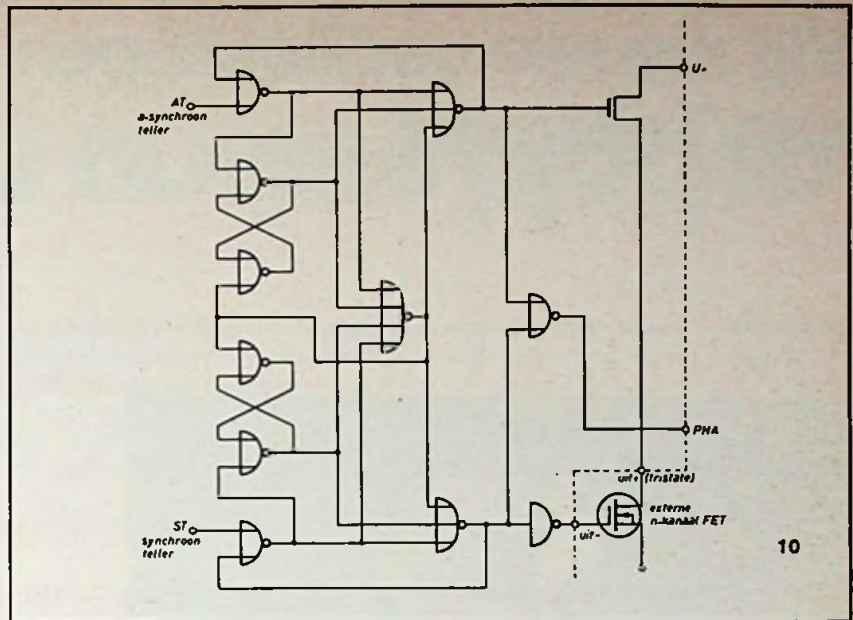 AT
a-synchroon
teller
U+
PHA
uit+ (tristate)
externe
n-kanaal FET
uit-
ST
synchroon
teller
10